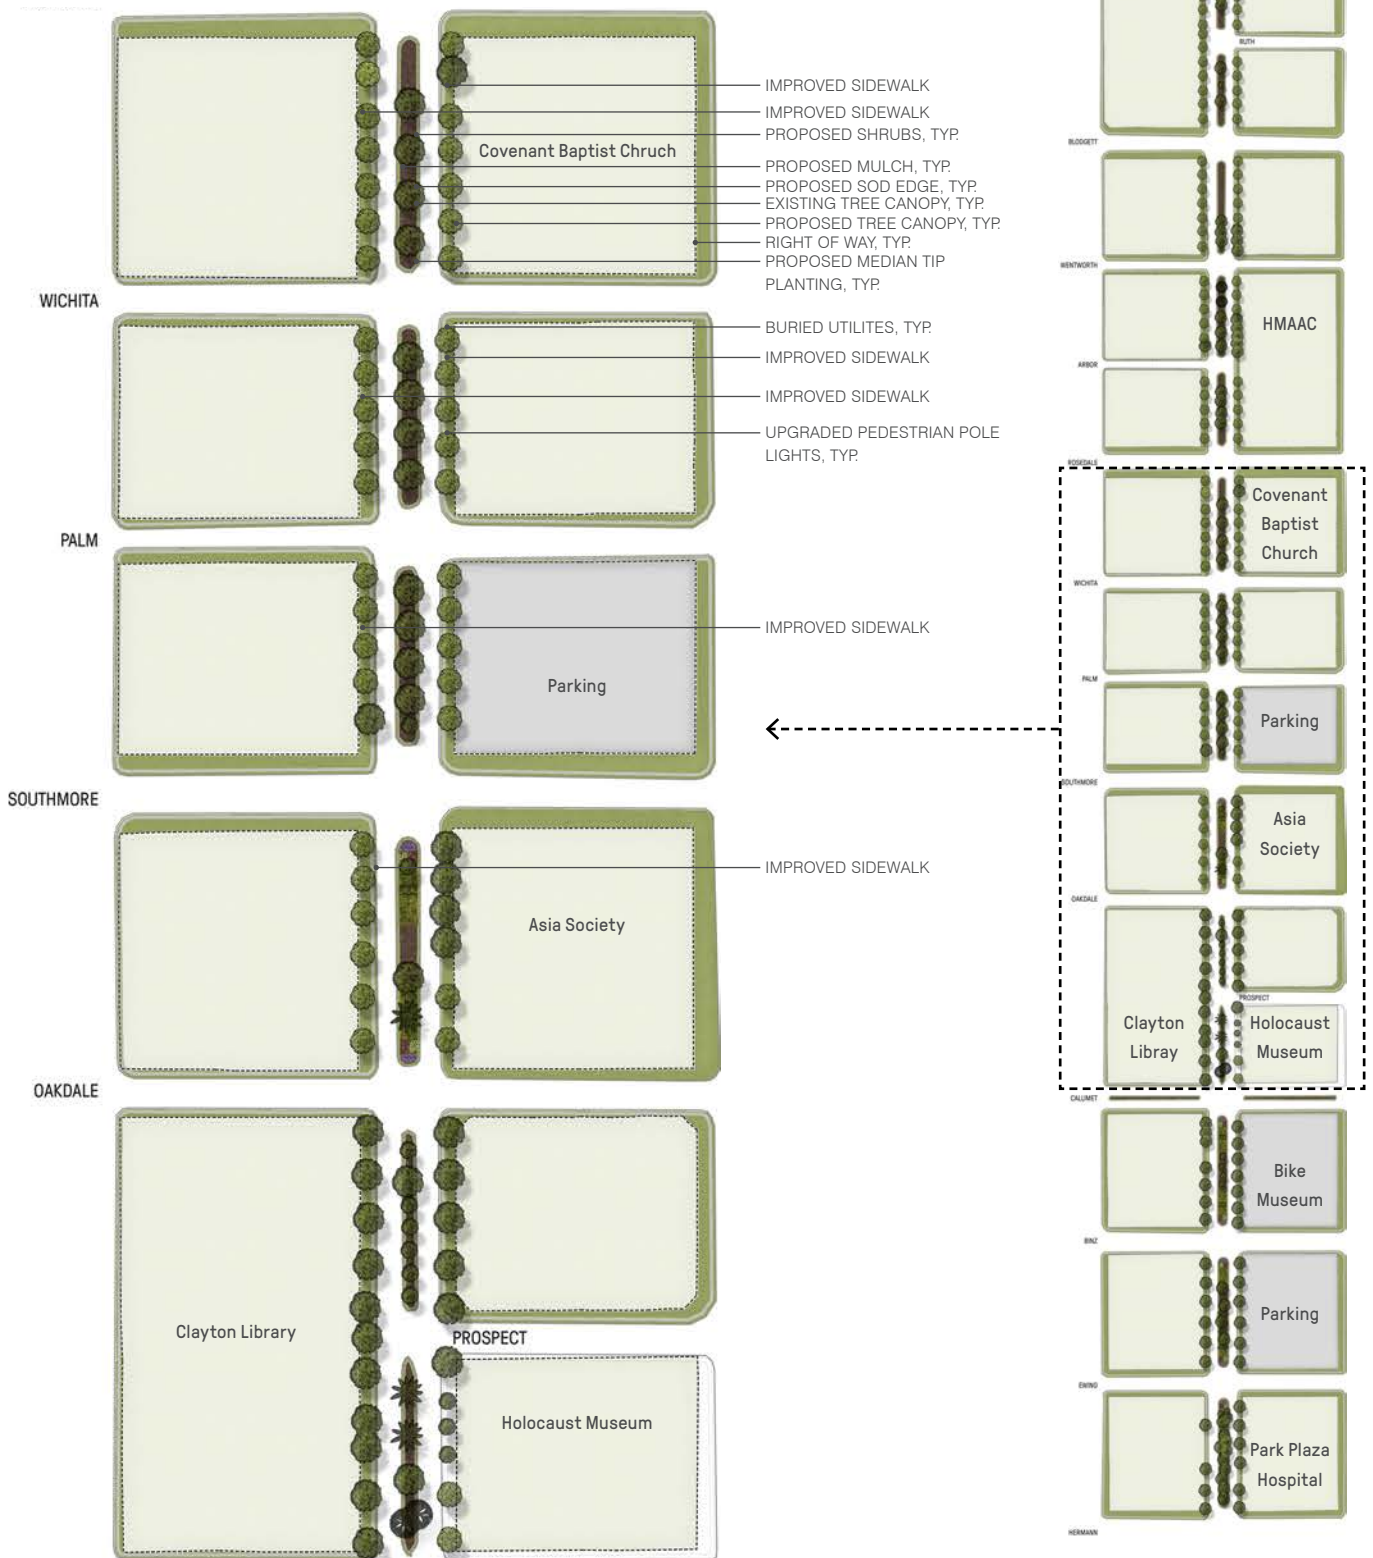 IMPROVED SIDEWALK
IMPROVED SIDEWALK
PROPOSED SHRUBS, TYP.
Covenant Baptist Chruch
PROPOSED MULCH, TYP.
PROPOSED SOD EDGE, TYP.
EXISTING TREE CANOPY, TYP.
PROPOSED TREE CANOPY, TYP.
RIGHT OF WAY, TYP.
PROPOSED MEDIAN TIP
PLANTING, TYP.
WICHITA
BURIED UTILITES, TYP.
IMPROVED SIDEWALK
IMPROVED SIDEWALK
UPGRADED PEDESTRIAN POLE
LIGHTS, TYP.
PALM
IMPROVED SIDEWALK
Parking
SOUTHMORE
IMPROVED SIDEWALK
Asia Society
OAKDALE
Clayton Library
PROSPECT
Holocaust Museum
RUTH
BLODGETT
WENTWORTH
HMAAC
ARBOR
ROSEDALE
Covenant
Baptist
Church
WICHITA
PALM
Parking
SOUTHMORE
Asia
Society
OAKDALE
PROSPECT
Clayton
Libray
Holocaust
Museum
CALUMET
Bike
Museum
BINZ
Parking
EWING
Park Plaza
Hospital
HERMANN